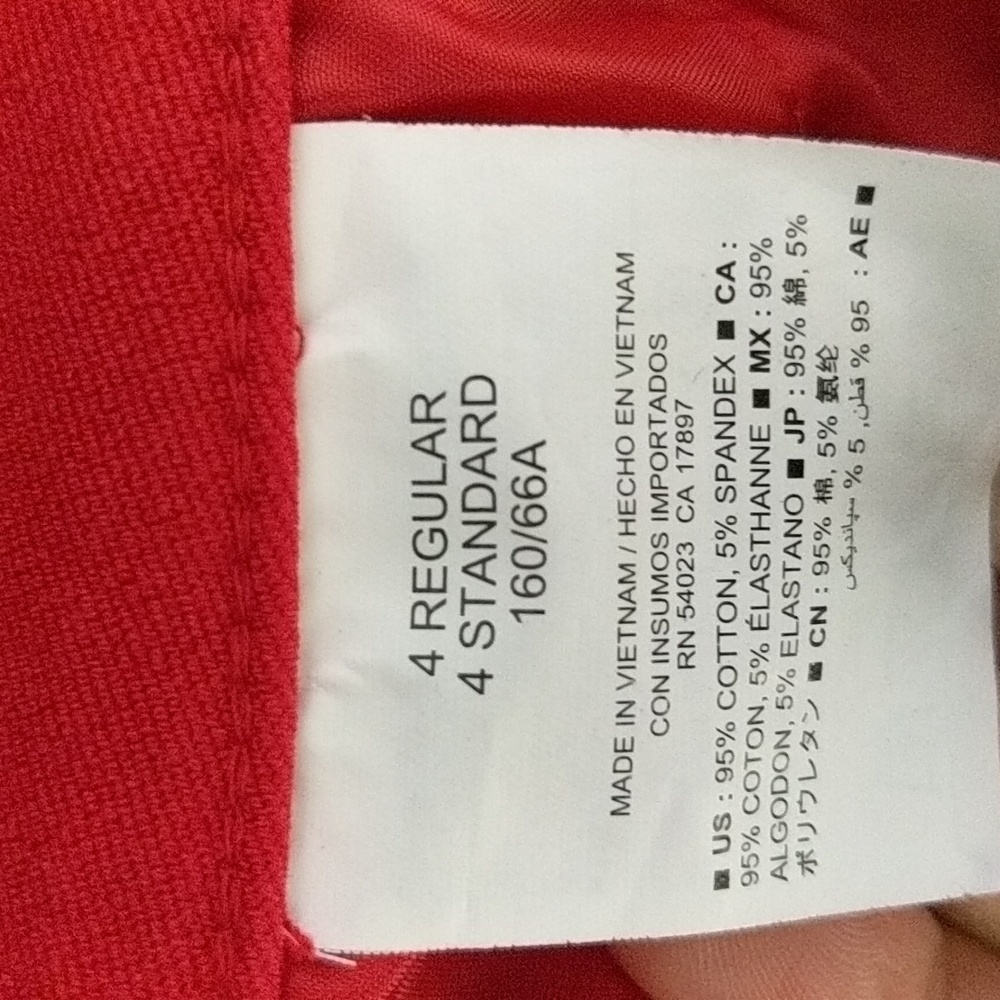 4 REGULAR
4 STANDARD
160/66A
MADE IN VIETNAM / HECHO EN VIETNAM
CON INSUMOS IMPORTADOS
RN 54023 CA 17897
■ US : 95% COTTON, 5% SPANDEX ■ CA :
95% COTON, 5% ÉLASTHANNE ■ MX : 95%
ALGODON, 5% ELASTANO ■ JP : 95% 綿, 5%
ポリウレタン ■ CN : 95% 棉, 5% 氨纶
■ AE : 95 % قطن, 5 % سباندیکس